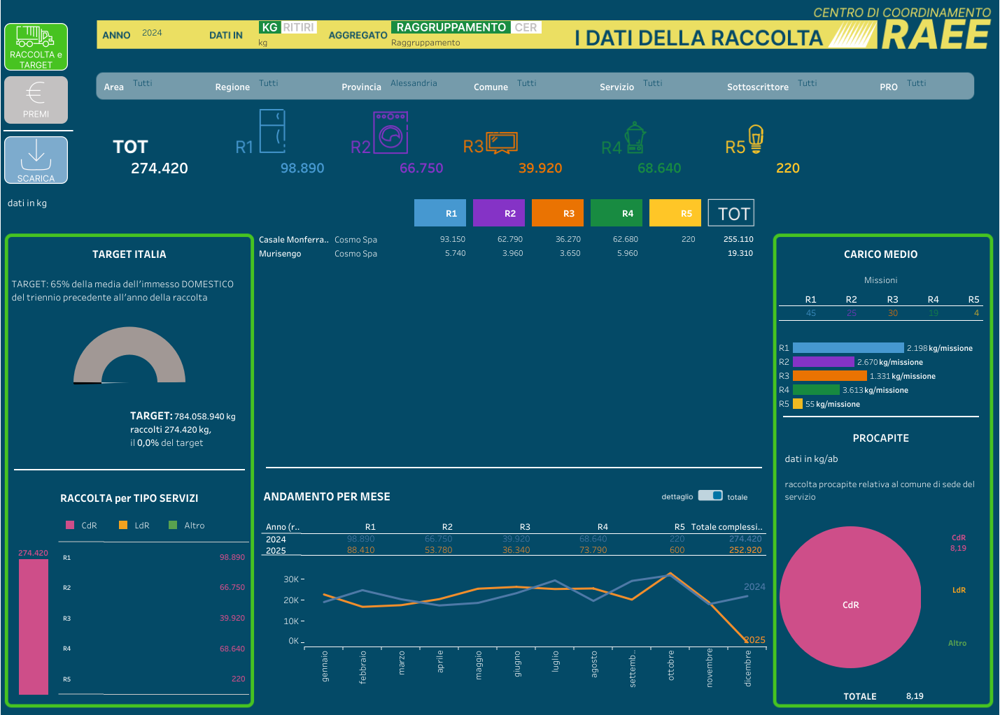 CENTRO DI COORDINAMENTO
RAEE
I DATI DELLA RACCOLTA
ANNO 2024
DATI IN KG RITIRI
kg
AGGREGATO RAGGRUPPAMENTO CER
Raggruppamento
RACCOLTA e
TARGET
PREMI
SCARICA
Area Tutti Regione Tutti Provincia Alessandria Comune Tutti Servizio Tutti Sottoscrittore Tutti PRO Tutti
TOT R1 R2 R3 R4 R5
274.420 98.890 66.750 39.920 68.640 220
dati in kg
R1 R2 R3 R4 R5 TOT
Casale Monferra.. Cosmo Spa 93.150 62.790 36.270 62.680 220 255.110
Murisengo Cosmo Spa 5.740 3.960 3.650 5.960 19.310
TARGET ITALIA
TARGET: 65% della media dell'immesso DOMESTICO
del triennio precedente all'anno della raccolta
TARGET: 784.058.940 kg
raccolti 274.420 kg,
il 0,0% del target
RACCOLTA per TIPO SERVIZI
CdR LdR Altro
274.420
R1 98.890
R2 66.750
R3 39.920
R4 68.640
R5 220
ANDAMENTO PER MESE
dettaglio totale
Anno (r.. R1 R2 R3 R4 R5 Totale complessi..
2024 98.890 66.750 39.920 68.640 220 274.420
2025 88.410 53.780 36.340 73.790 600 252.920
30K
20K
10K
0K
2024
2025
gennaio febbraio marzo aprile maggio giugno luglio agosto settemb.. ottobre novembre dicembre
CARICO MEDIO
Missioni
R1 R2 R3 R4 R5
45 25 30 19 4
R1 2.198 kg/missione
R2 2.670 kg/missione
R3 1.331 kg/missione
R4 3.613 kg/missione
R5 55 kg/missione
PROCAPITE
dati in kg/ab
raccolta procapite relativa al comune di sede del
servizio
CdR
CdR
8,19
LdR
Altro
TOTALE 8,19